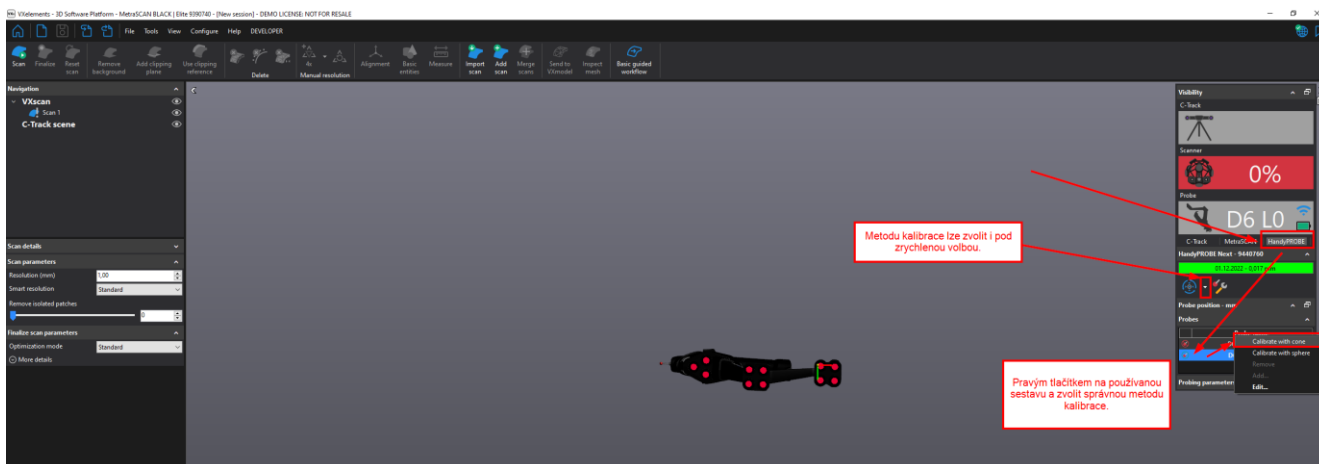 VXelements - 3D Software Platform - MetraSCAN BLACK | Elite 9390740 - [New session] - DEMO LICENSE: NOT FOR RESALE
File Tools View Configure Help DEVELOPER
Scan Finalize Reset scan Remove background Add clipping plane Use clipping reference Delete 4x Manual resolution Alignment Basic entities Measure Import scan Add scan Merge scans Send to VXmodel Inspect mesh Basic guided workflow
Navigation
VXscan
Scan 1
C-Track scene
Scan details
Scan parameters
Resolution (mm) 1,00
Smart resolution Standard
Remove isolated patches
0
Finalize scan parameters
Optimization mode Standard
More details
Metodu kalibrace lze zvolit i pod
zrychlenou volbou.
Pravým tlačítkem na používanou
sestavu a zvolit správnou metodu
kalibrace.
Visibility
C-Track
Scanner
0%
Probe
D6 L0
C-Track MetraSCAN HandyPROBE
HandyPROBE Next - 9440760
01.12.2022 - 0,017 mm
Probe position - mm
Probes
Calibrate with cone
Calibrate with sphere
Remove
Add...
Edit...
Probing parameters